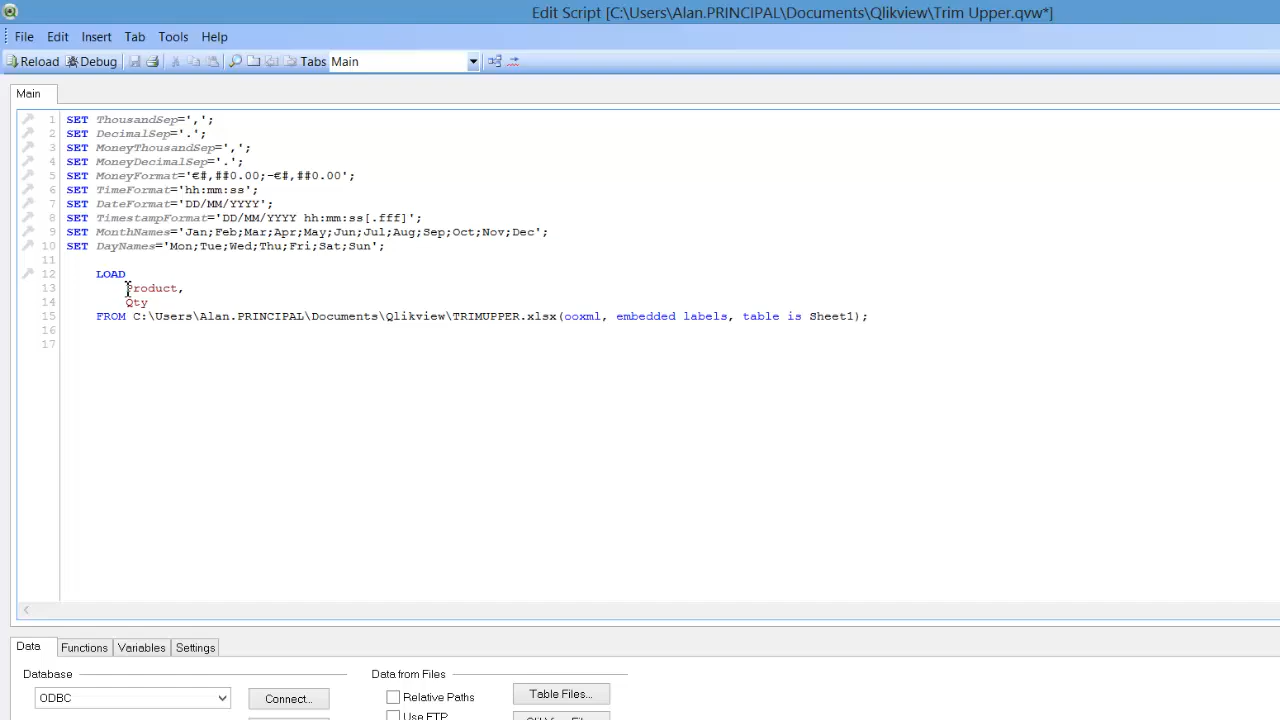 Edit Script [C:\Users\Alan.PRINCIPAL\Documents\Qlikview\Trim Upper.qvw*]
File Edit Insert Tab Tools Help
Reload Debug Tabs Main
Main
1 SET ThousandSep=',';
2 SET DecimalSep='.';
3 SET MoneyThousandSep=',';
4 SET MoneyDecimalSep='.';
5 SET MoneyFormat='€#,##0.00;-€#,##0.00';
6 SET TimeFormat='hh:mm:ss';
7 SET DateFormat='DD/MM/YYYY';
8 SET TimestampFormat='DD/MM/YYYY hh:mm:ss[.fff]';
9 SET MonthNames='Jan;Feb;Mar;Apr;May;Jun;Jul;Aug;Sep;Oct;Nov;Dec';
10 SET DayNames='Mon;Tue;Wed;Thu;Fri;Sat;Sun';
11
12 LOAD
13 Product,
14 Qty
15 FROM C:\Users\Alan.PRINCIPAL\Documents\Qlikview\TRIMUPPER.xlsx(ooxml, embedded labels, table is Sheet1);
16
17
Data Functions Variables Settings
Database Data from Files
ODBC Connect... Relative Paths Table Files...
Use FTP